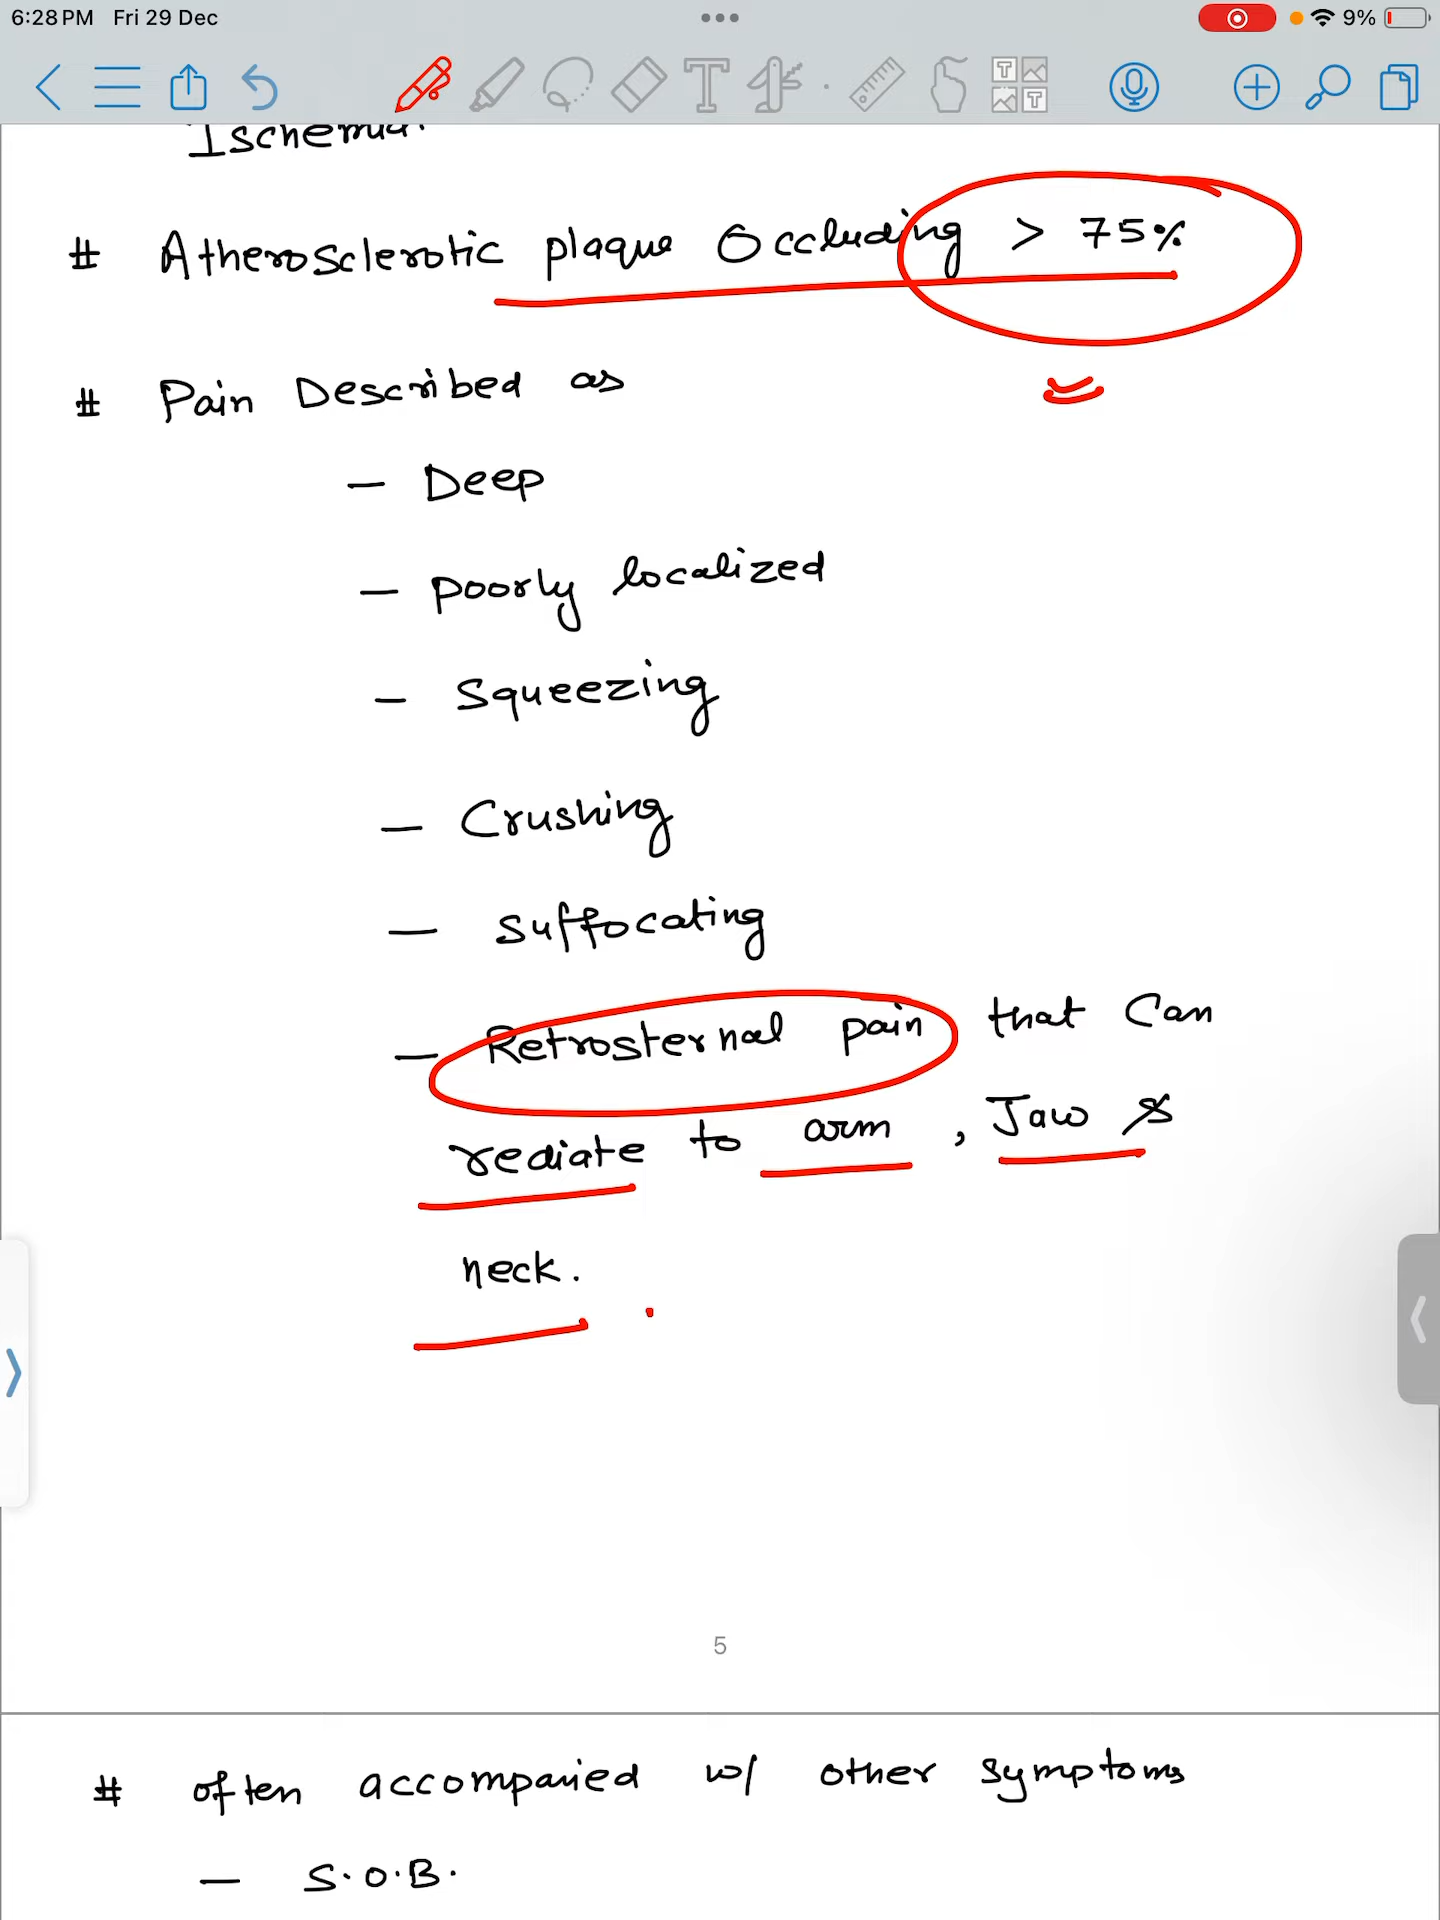 6:28 PM Fri 29 Dec
9%
Ischemia.
# Atherosclerotic plaque Occluding > 75%
# Pain Described as
— Deep
— Poorly localized
— Squeezing
— Crushing
— Suffocating
— Retrosternal pain that Can
rediate to arm, Jaw &
neck.
5
# often accompanied w/ other symptoms
— S.O.B.